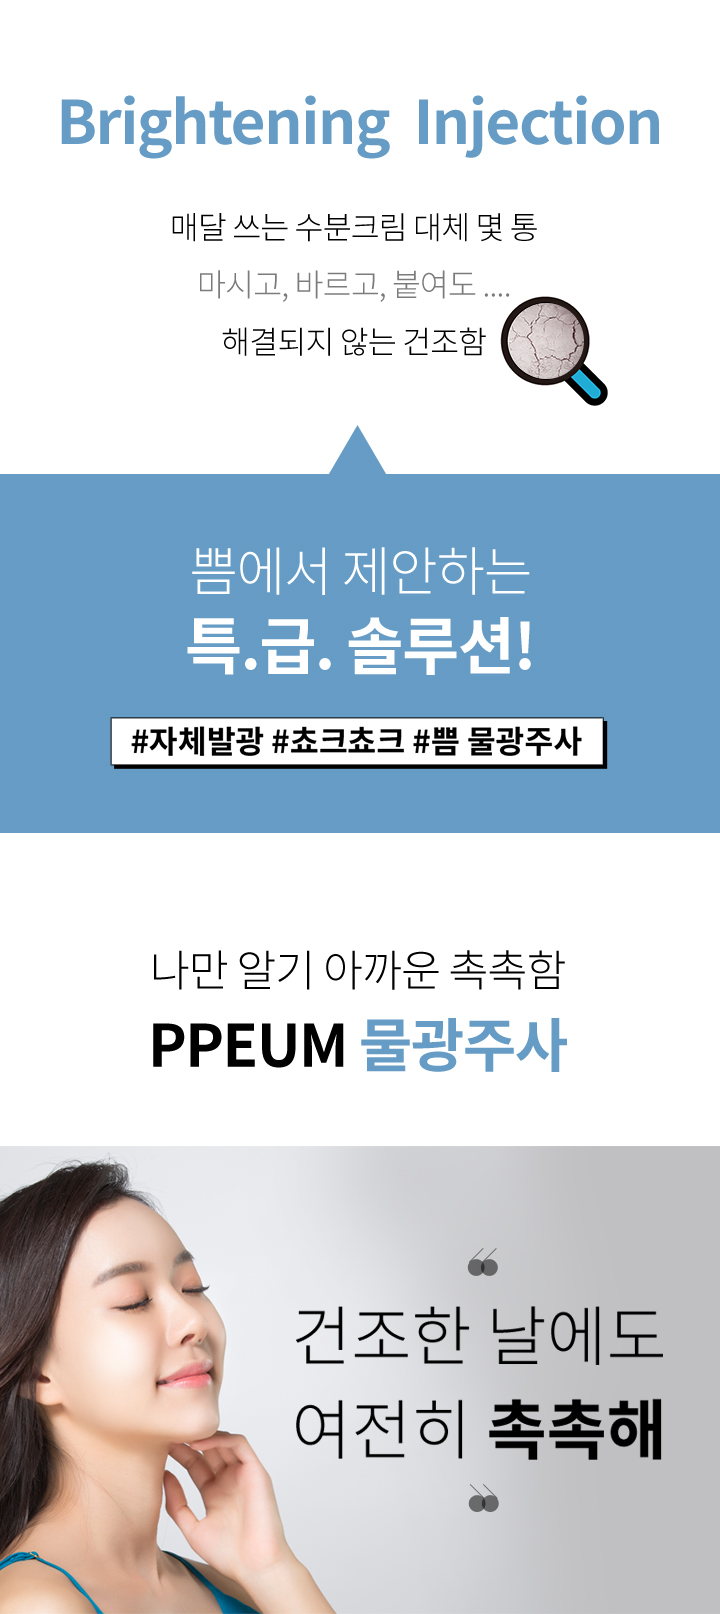 Brightening Injection
매달 쓰는 수분크림 대체 몇 통
마시고, 바르고, 붙여도 ....
해결되지 않는 건조함
쁨에서 제안하는
특.급. 솔루션!
#자체발광 #쵸크쵸크 #쁨 물광주사
나만 알기 아까운 촉촉함
PPEUM 물광주사
건조한 날에도
여전히 촉촉해